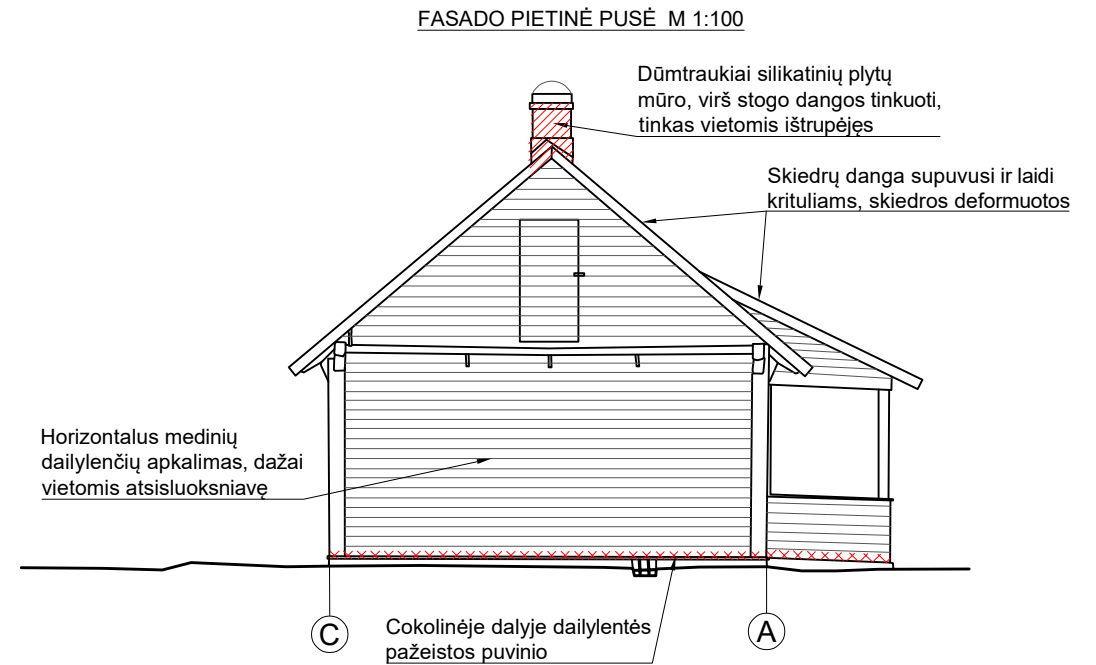 FASADO PIETINĖ PUSĖ M 1:100
Dūmtraukiai silikatinių plytų
mūro, virš stogo dangos tinkuoti,
tinkas vietomis ištrupėjęs
Skiedrų danga supuvusi ir laidi
krituliams, skiedros deformuotos
Horizontalus medinių
dailylenčių apkalimas, dažai
vietomis atsisluoksniavę
Cokolinėje dalyje dailylentės
pažeistos puvinio
C
A